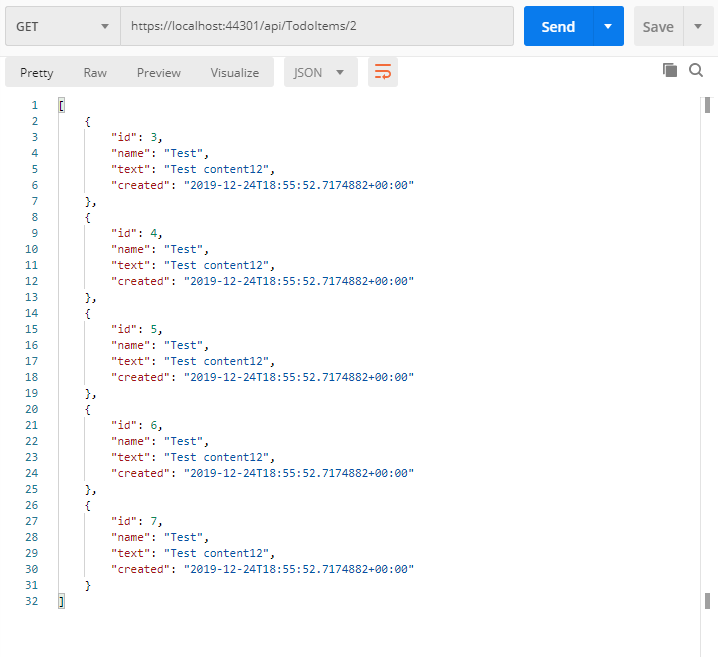 GET https://localhost:44301/api/TodoItems/2 Send Save
Pretty Raw Preview Visualize JSON
1 [
2 {
3 "id": 3,
4 "name": "Test",
5 "text": "Test content12",
6 "created": "2019-12-24T18:55:52.7174882+00:00"
7 },
8 {
9 "id": 4,
10 "name": "Test",
11 "text": "Test content12",
12 "created": "2019-12-24T18:55:52.7174882+00:00"
13 },
14 {
15 "id": 5,
16 "name": "Test",
17 "text": "Test content12",
18 "created": "2019-12-24T18:55:52.7174882+00:00"
19 },
20 {
21 "id": 6,
22 "name": "Test",
23 "text": "Test content12",
24 "created": "2019-12-24T18:55:52.7174882+00:00"
25 },
26 {
27 "id": 7,
28 "name": "Test",
29 "text": "Test content12",
30 "created": "2019-12-24T18:55:52.7174882+00:00"
31 }
32 ]